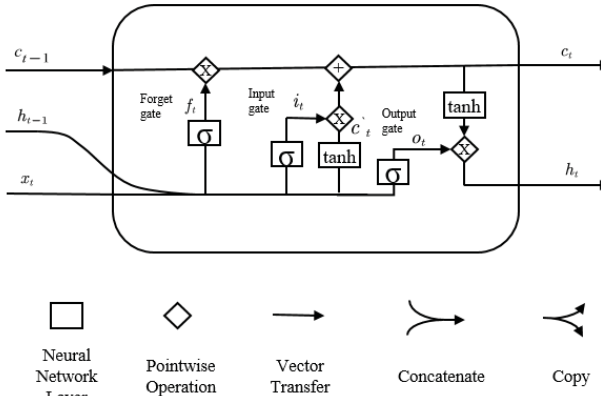 c_{t−1}
c_t
x
+
Forget
gate
f_t
Input
gate
i_t
tanh
h_{t−1}
σ
x
c`_t
Output
gate
o_t
x
σ
tanh
σ
x_t
h_t
Neural
Network
Layer
Pointwise
Operation
Vector
Transfer
Concatenate
Copy